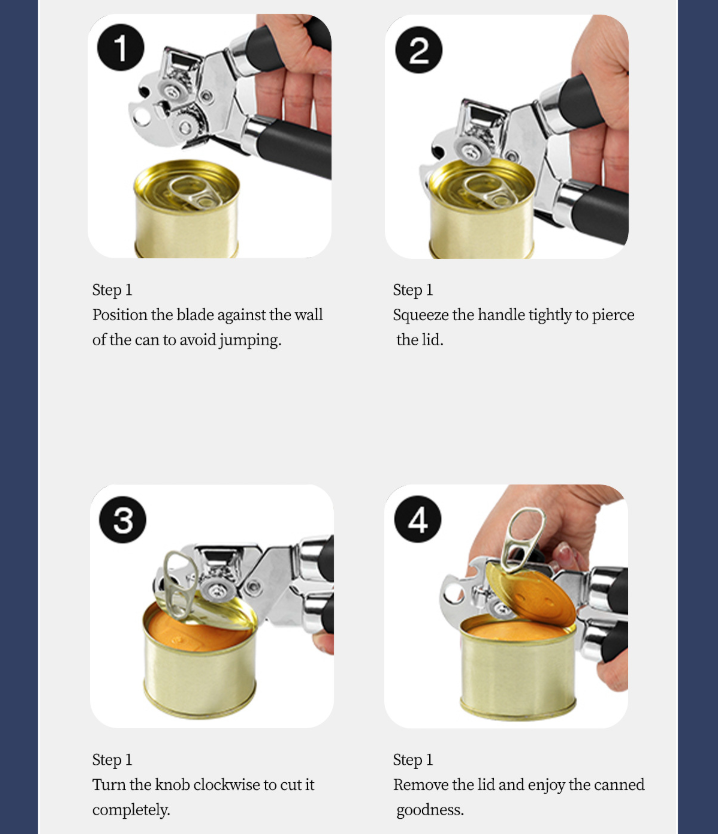 1
2
Step 1
Position the blade against the wall
of the can to avoid jumping.
Step 1
Squeeze the handle tightly to pierce
the lid.
3
4
Step 1
Turn the knob clockwise to cut it
completely.
Step 1
Remove the lid and enjoy the canned
goodness.